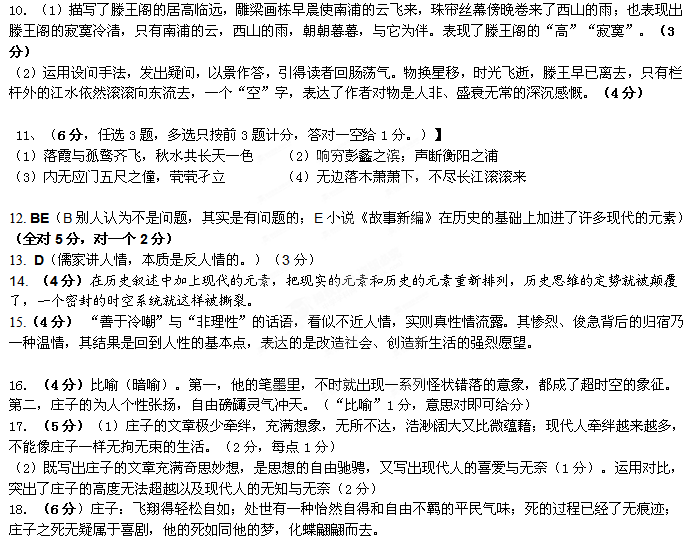 10. （1）描写了滕王阁的居高临远，雕梁画栋早晨使南浦的云飞来，珠帘丝幕傍晚卷来了西山的雨；也表现出
滕王阁的寂寞冷清，只有南浦的云，西山的雨，朝朝暮暮，与它为伴。表现了滕王阁的“高”“寂寞”。（3
分）
（2）运用设问手法，发出疑问，以景作答，引得读者回肠荡气。物换星移，时光飞逝，滕王早已离去，只有栏
杆外的江水依然滚滚向东流去，一个“空”字，表达了作者对物是人非、盛衰无常的深沉感慨。（4分）
11、（6分，任选3题，多选只按前3题计分，答对一空给1分。）】
（1）落霞与孤鹜齐飞，秋水共长天一色 （2）响穷彭蠡之滨；声断衡阳之浦
（3）内无应门五尺之僮，茕茕孑立 （4）无边落木萧萧下，不尽长江滚滚来
12. BE（B别人认为不是问题，其实是有问题的；E小说《故事新编》在历史的基础上加进了许多现代的元素）
（全对5分，对一个2分）
13. D（儒家讲人情，本质是反人情的。）（3分）
14. （4分）在历史叙述中加上现代的元素，把现实的元素和历史的元素重新排列，历史思维的定势就被颠覆
了，一个密封的时空系统就这样被撕裂。
15.（4分） “善于冷嘲”与“非理性”的话语，看似不近人情，实则真性情流露。其惨烈、俊急背后的归宿乃
一种温情，其结果是回到人性的基本点，表达的是改造社会、创造新生活的强烈愿望。
16. （4分）比喻（暗喻）。第一，他的笔墨里，不时就出现一系列怪状错落的意象，都成了超时空的象征。
第二，庄子的为人个性张扬，自由磅礴灵气冲天。（“比喻”1分，意思对即可给分）
17. （5分）（1）庄子的文章极少牵绊，充满想象，无所不达，浩渺阔大又比微蕴藉；现代人牵绊越来越多，
不能像庄子一样无拘无束的生活。（2分，每点1分）
（2）既写出庄子的文章充满奇思妙想，是思想的自由驰骋，又写出现代人的喜爱与无奈（1分）。运用对比，
突出了庄子的高度无法超越以及现代人的无知与无奈（2分）
18. （6分）庄子：飞翔得轻松自如；处世有一种怡然自得和自由不羁的平民气味；死的过程已经了无痕迹；
庄子之死无疑属于喜剧，他的死如同他的梦，化蝶翩翩而去。